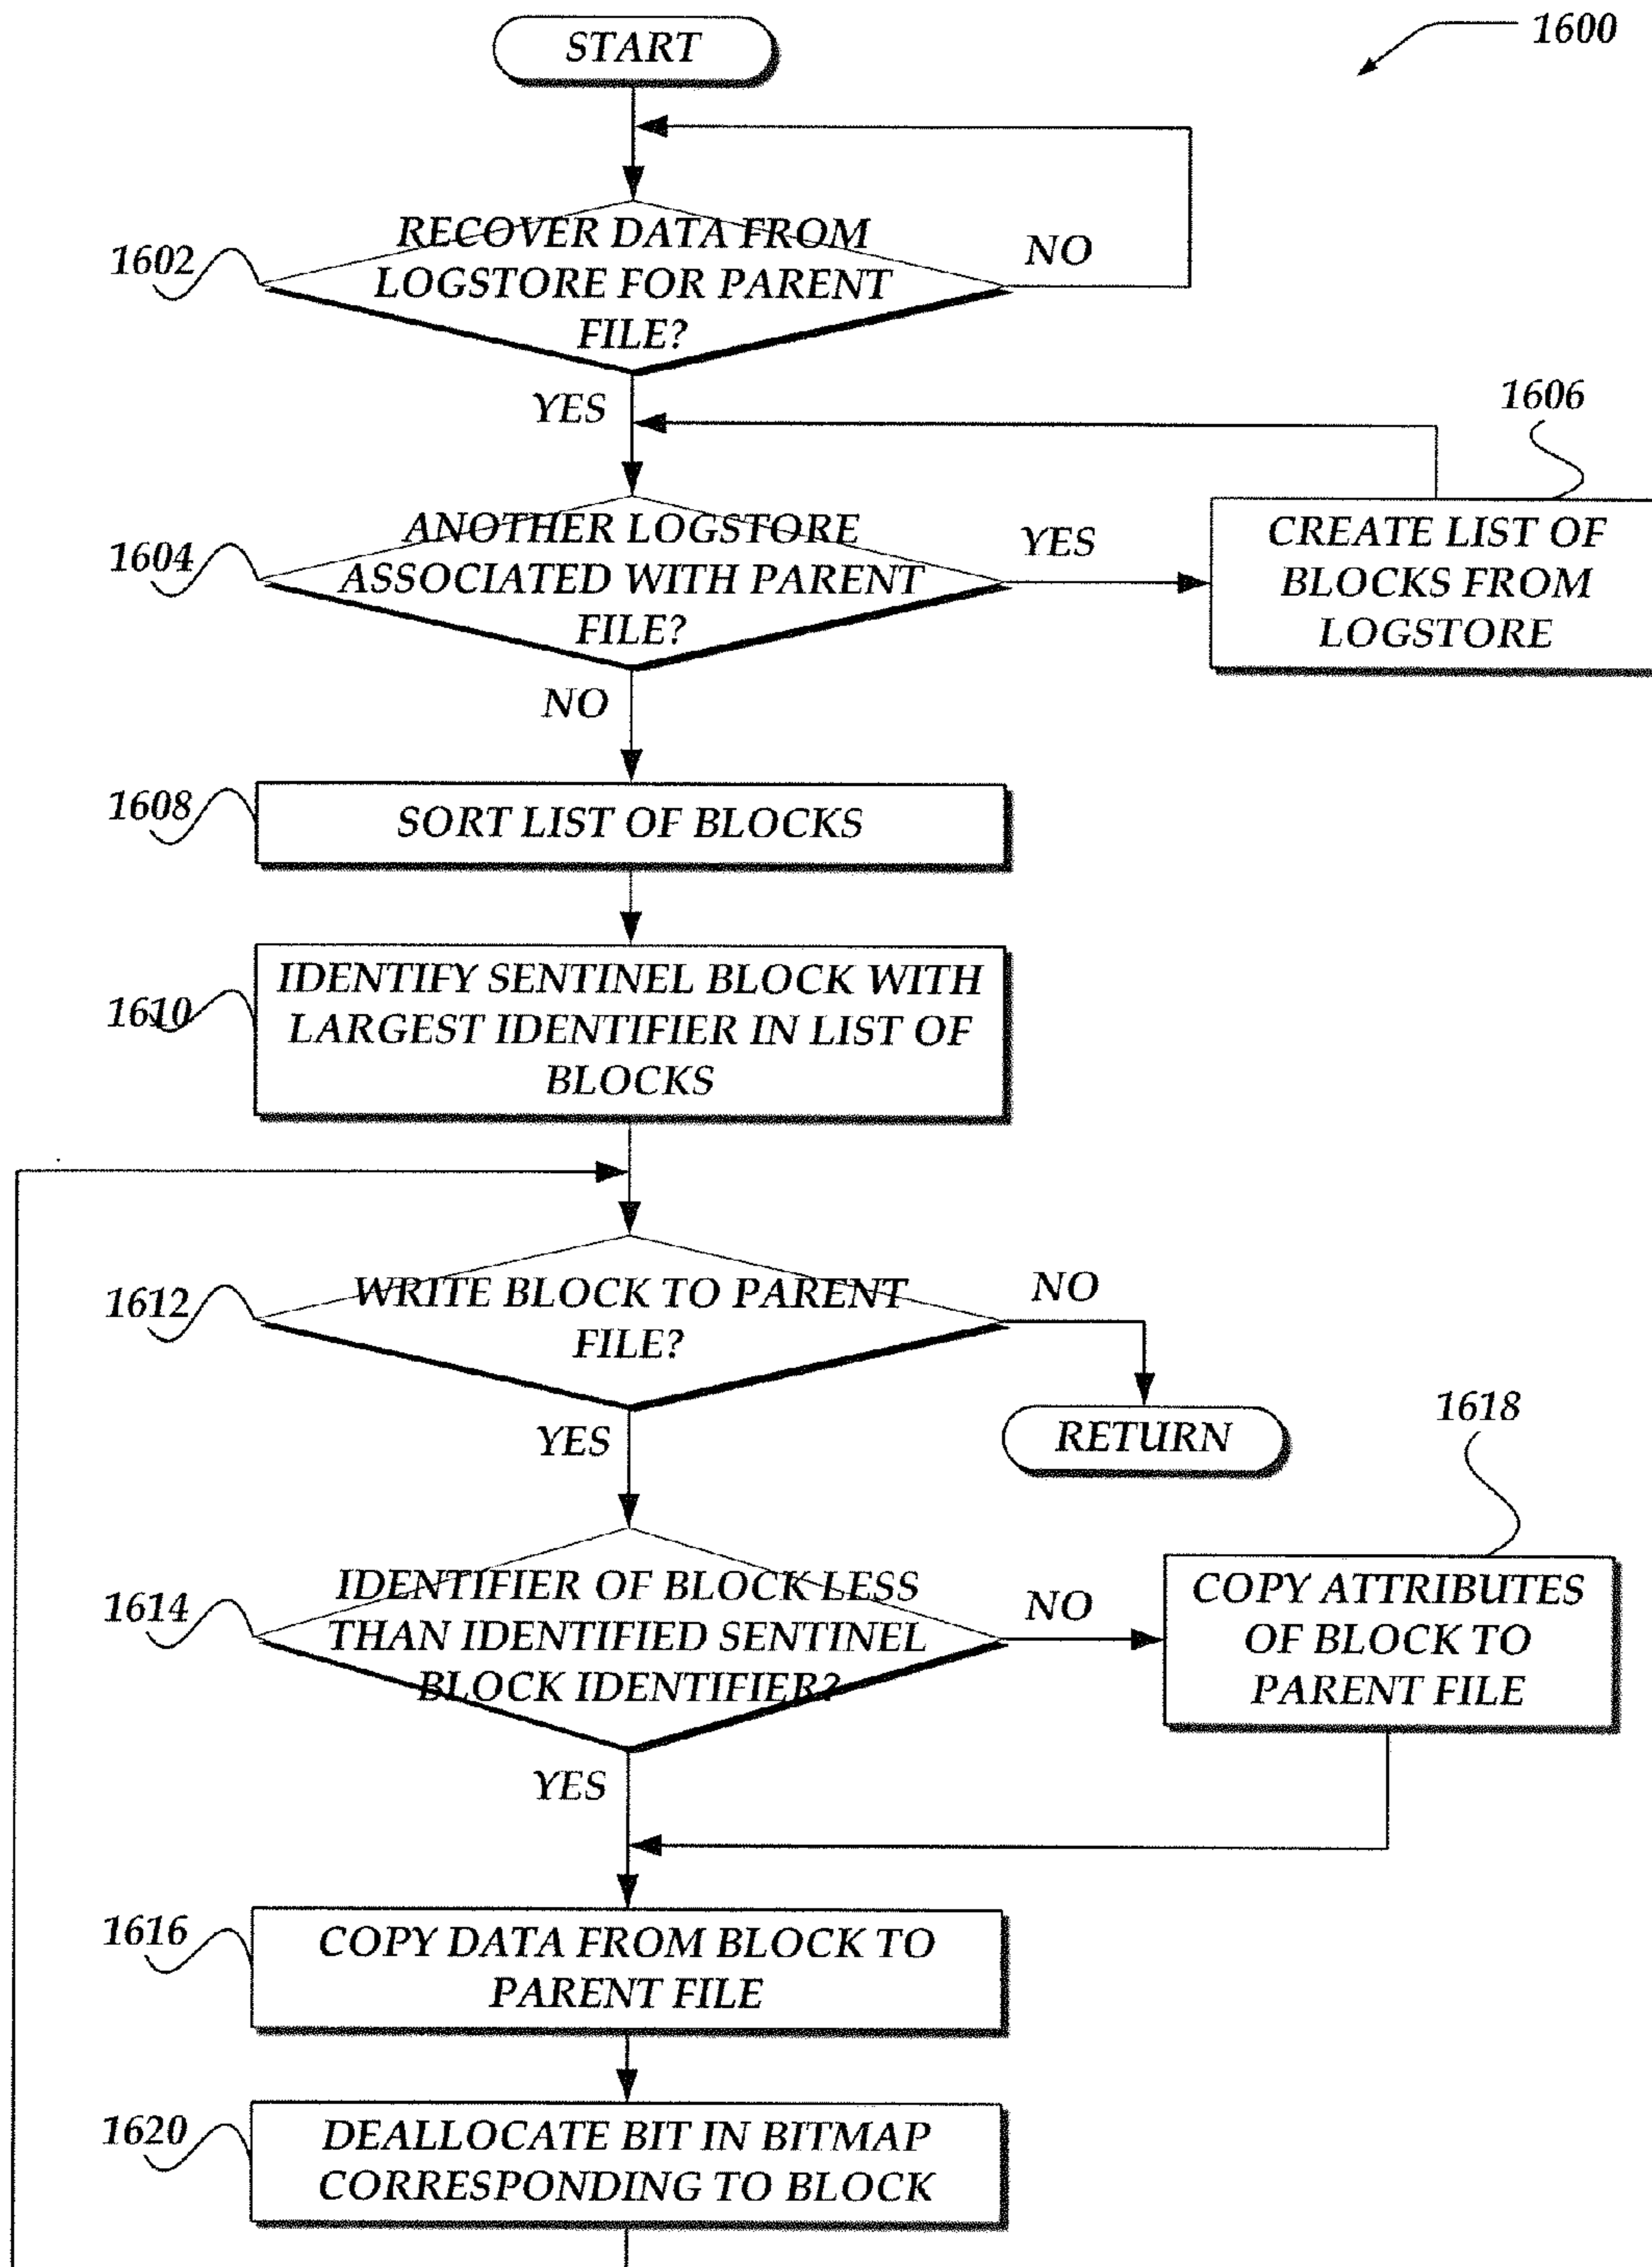 START
1600
RECOVER DATA FROM
1602
LOGSTORE FOR PARENT
FILE?
NO
YES
1606
ANOTHER LOGSTORE
1604
ASSOCIATED WITH PARENT
FILE?
YES
CREATE LIST OF
BLOCKS FROM
LOGSTORE
NO
1608
SORT LIST OF BLOCKS
1610
IDENTIFY SENTINEL BLOCK WITH
LARGEST IDENTIFIER IN LIST OF
BLOCKS
1612
WRITE BLOCK TO PARENT
FILE?
NO
RETURN
YES
1618
1614
IDENTIFIER OF BLOCK LESS
THAN IDENTIFIED SENTINEL
BLOCK IDENTIFIER?
NO
COPY ATTRIBUTES
OF BLOCK TO
PARENT FILE
YES
1616
COPY DATA FROM BLOCK TO
PARENT FILE
1620
DEALLOCATE BIT IN BITMAP
CORRESPONDING TO BLOCK